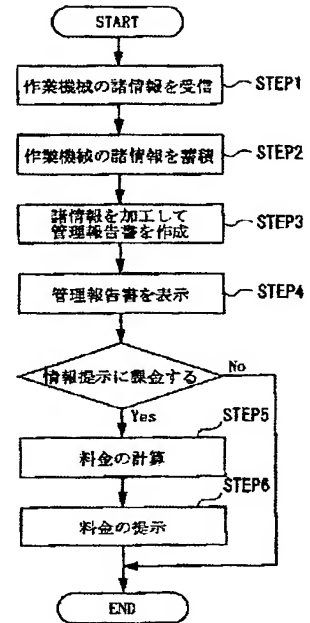 START
作業機械の諸情報を受信
STEP1
作業機械の諸情報を蓄積
STEP2
諸情報を加工して
管理報告書を作成
STEP3
管理報告書を表示
STEP4
情報提示に課金する
No
Yes
STEP5
料金の計算
STEP6
料金の提示
END